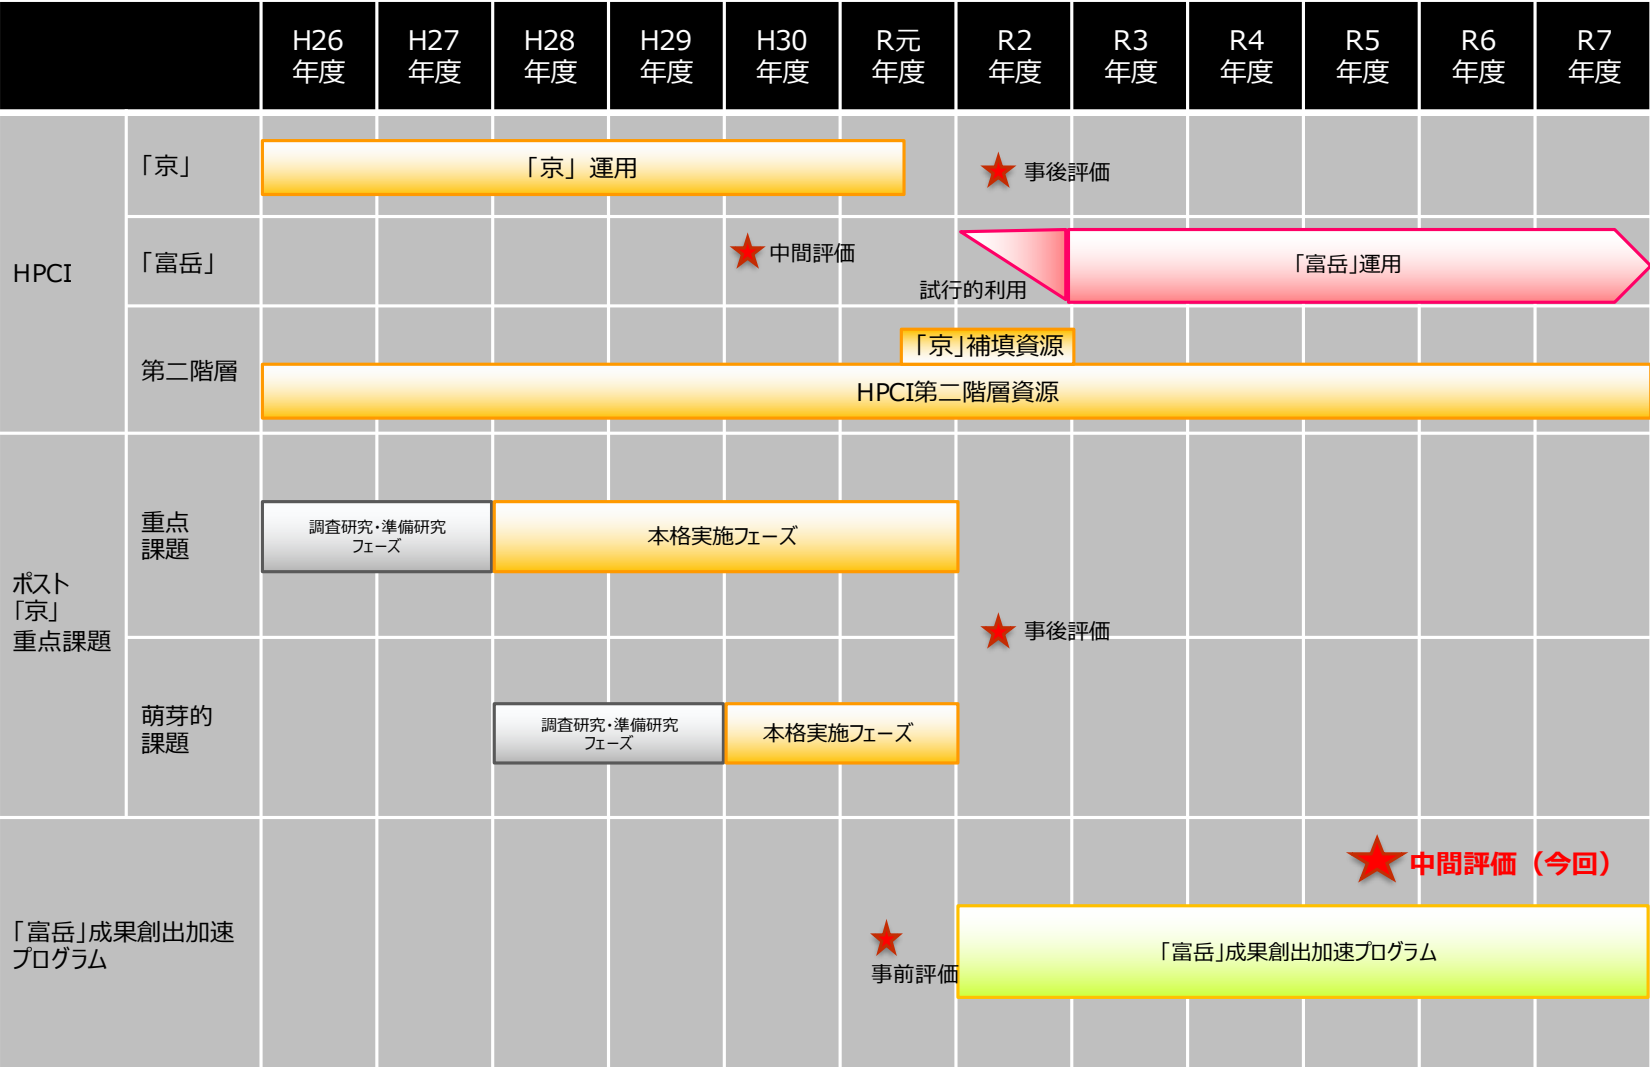 H26
年度
H27
年度
H28
年度
H29
年度
H30
年度
R元
年度
R2
年度
R3
年度
R4
年度
R5
年度
R6
年度
R7
年度
HPCI
「京」
「京」運用
事後評価
「富岳」
中間評価
試行的利用
「富岳」運用
第二階層
「京」補填資源
HPCI第二階層資源
ポスト
「京」
重点課題
重点
課題
調査研究・準備研究
フェーズ
本格実施フェーズ
事後評価
萌芽的
課題
調査研究・準備研究
フェーズ
本格実施フェーズ
「富岳」成果創出加速
プログラム
事前評価
中間評価（今回）
「富岳」成果創出加速プログラム